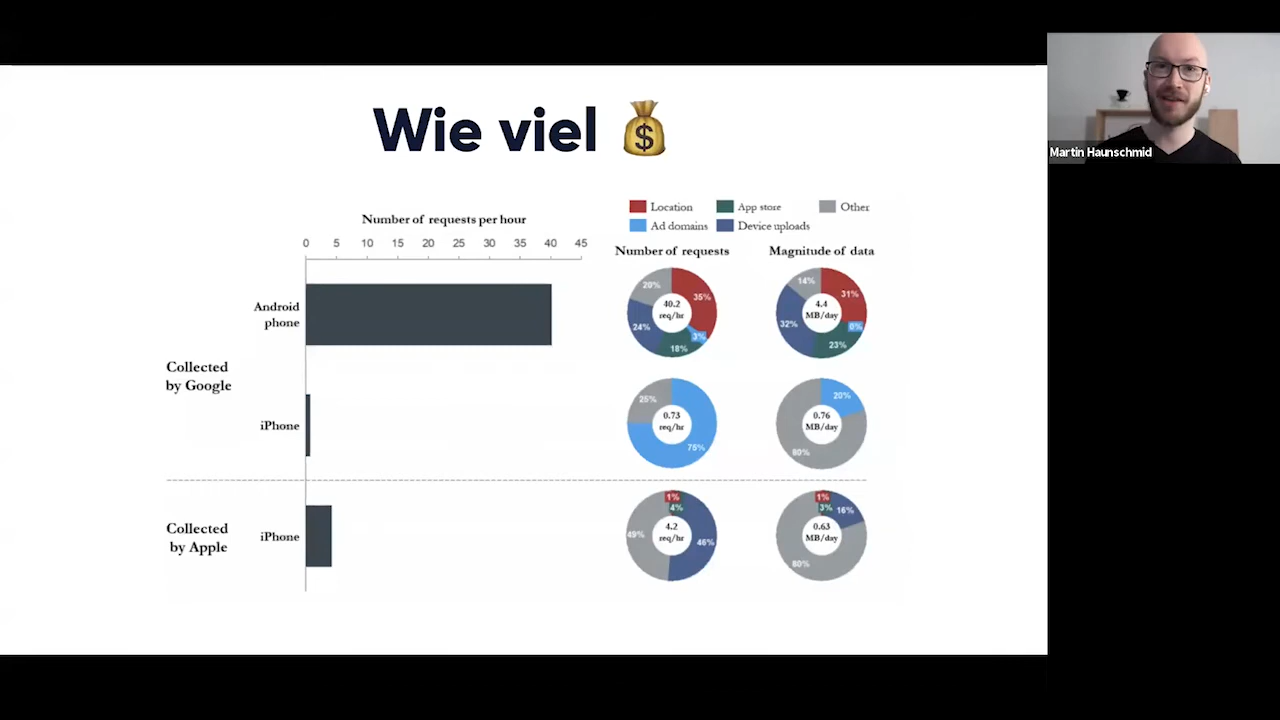 Wie viel 💰
Martin Haunschmid
Number of requests per hour
0 5 10 15 20 25 30 35 40 45
Location
App store
Other
Ad domains
Device uploads
Number of requests
Magnitude of data
Android
phone
20%
35%
40.2
req/hr
24%
3%
18%
14%
31%
4.4
MB/day
32%
0%
23%
Collected
by Google
iPhone
25%
0.73
req/hr
75%
20%
0.76
MB/day
80%
Collected
by Apple
iPhone
1%
4%
4.2
req/hr
49%
46%
1%
3%
16%
0.63
MB/day
80%